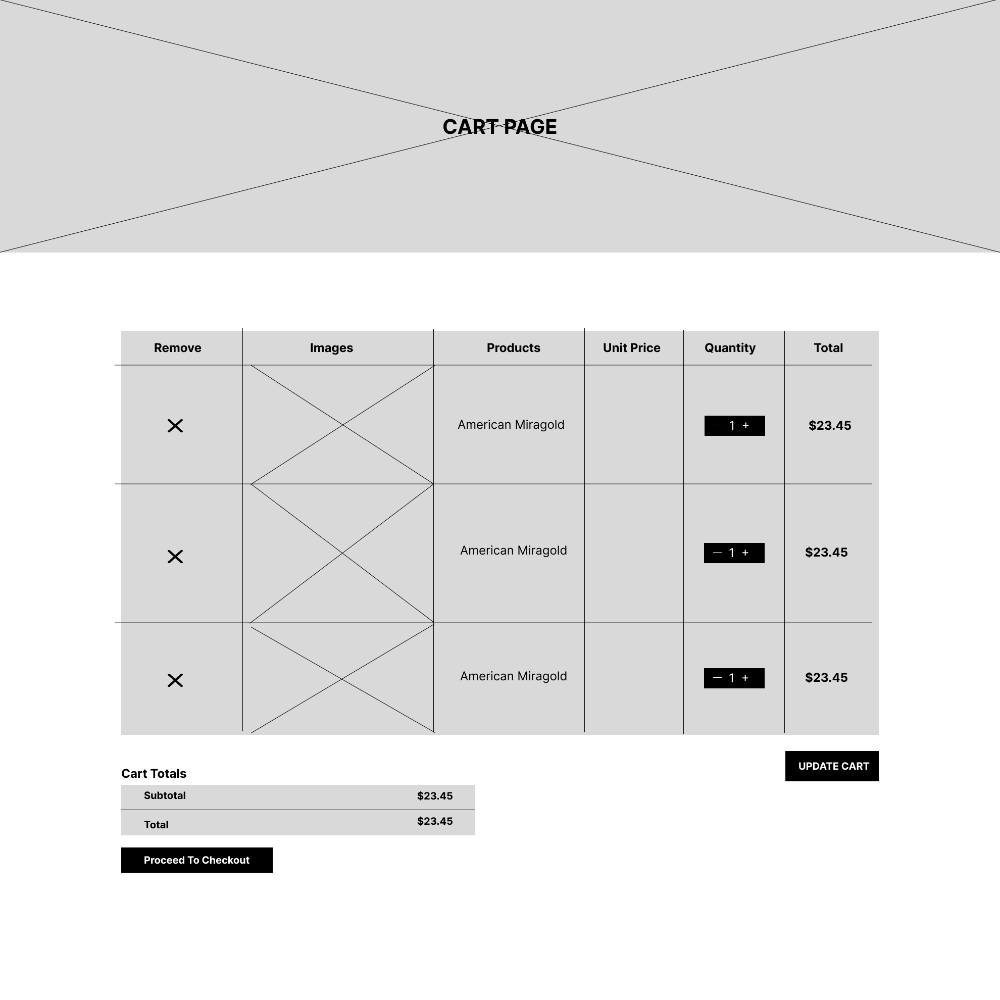 CART PAGE
Remove Images Products Unit Price Quantity Total
American Miragold — 1 + $23.45
American Miragold — 1 + $23.45
American Miragold — 1 + $23.45
UPDATE CART
Cart Totals
Subtotal $23.45
Total $23.45
Proceed To Checkout